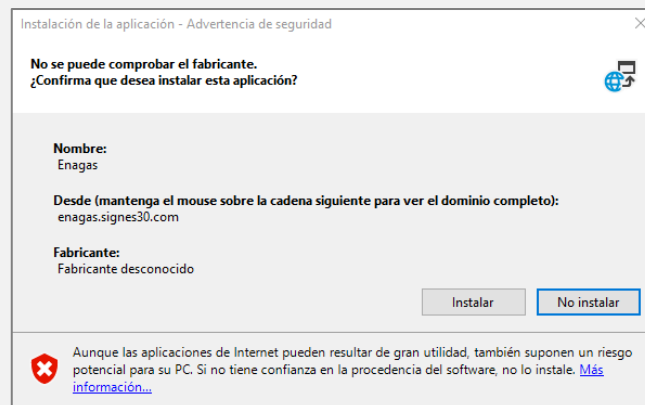 Instalación de la aplicación - Advertencia de seguridad
No se puede comprobar el fabricante.
¿Confirma que desea instalar esta aplicación?
Nombre:
Enagas
Desde (mantenga el mouse sobre la cadena siguiente para ver el dominio completo):
enagas.signes30.com
Fabricante:
Fabricante desconocido
Instalar
No instalar
Aunque las aplicaciones de Internet pueden resultar de gran utilidad, también suponen un riesgo
potencial para su PC. Si no tiene confianza en la procedencia del software, no lo instale. Más
información...